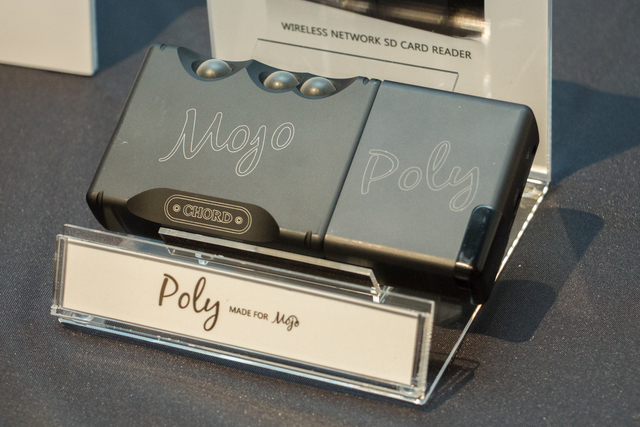 WIRELESS NETWORK SD CARD READER
Mojo
Poly
CHORD
Poly MADE FOR Mojo